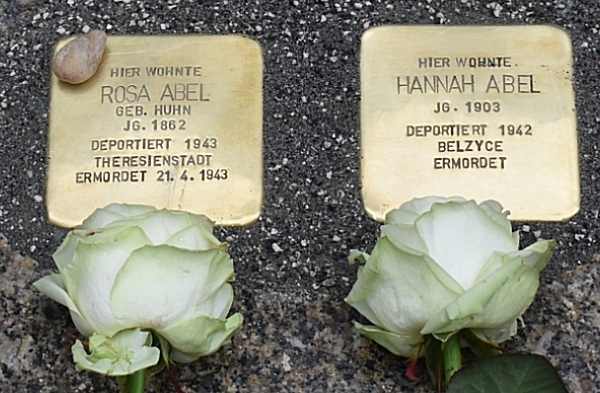 HIER WOHNTE
ROSA ABEL
GEB. HUHN
JG. 1862
DEPORTIERT 1943
THERESIENSTADT
ERMORDET 21. 4. 1943
HIER WOHNTE
HANNAH ABEL
JG. 1903
DEPORTIERT 1942
BELZYCE
ERMORDET